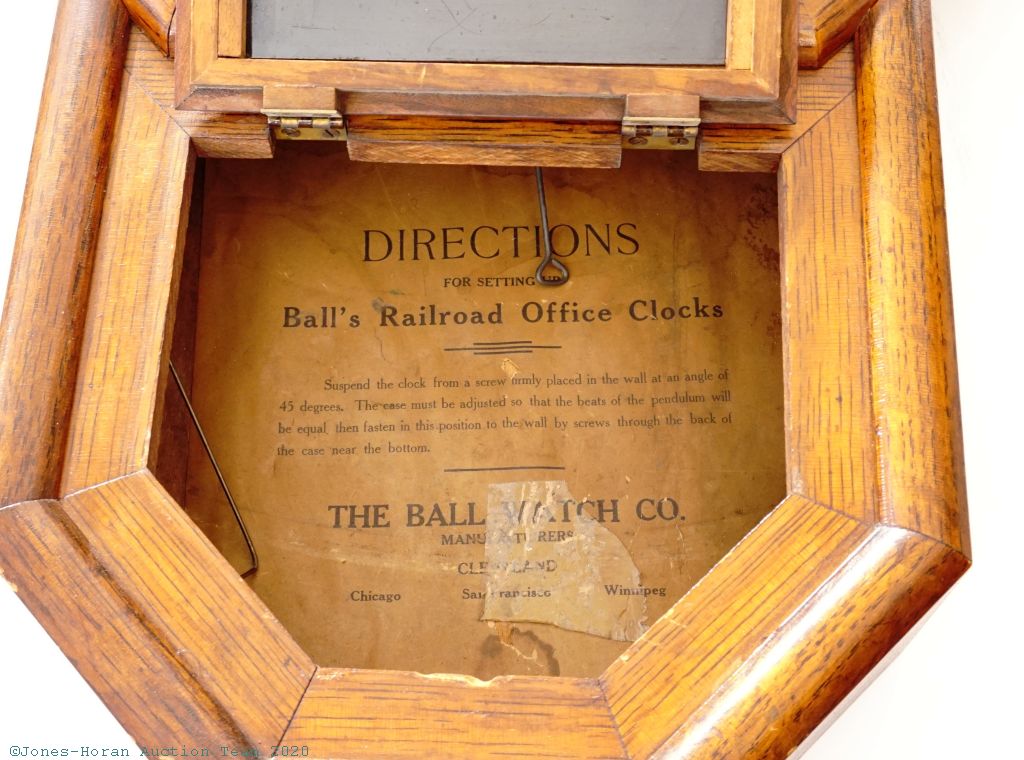 DIRECTIONS
FOR SETTING UP
Ball's Railroad Office Clocks
Suspend the clock from a screw firmly placed in the wall at an angle of
45 degrees. The case must be adjusted so that the beats of the pendulum will
be equal then fasten in this position to the wall by screws through the back of
the case near the bottom.
THE BALL WATCH CO.
MANUFACTURERS
CLEVELAND
Chicago San Francisco Winnipeg
©Jones-Horan Auction Team 2020